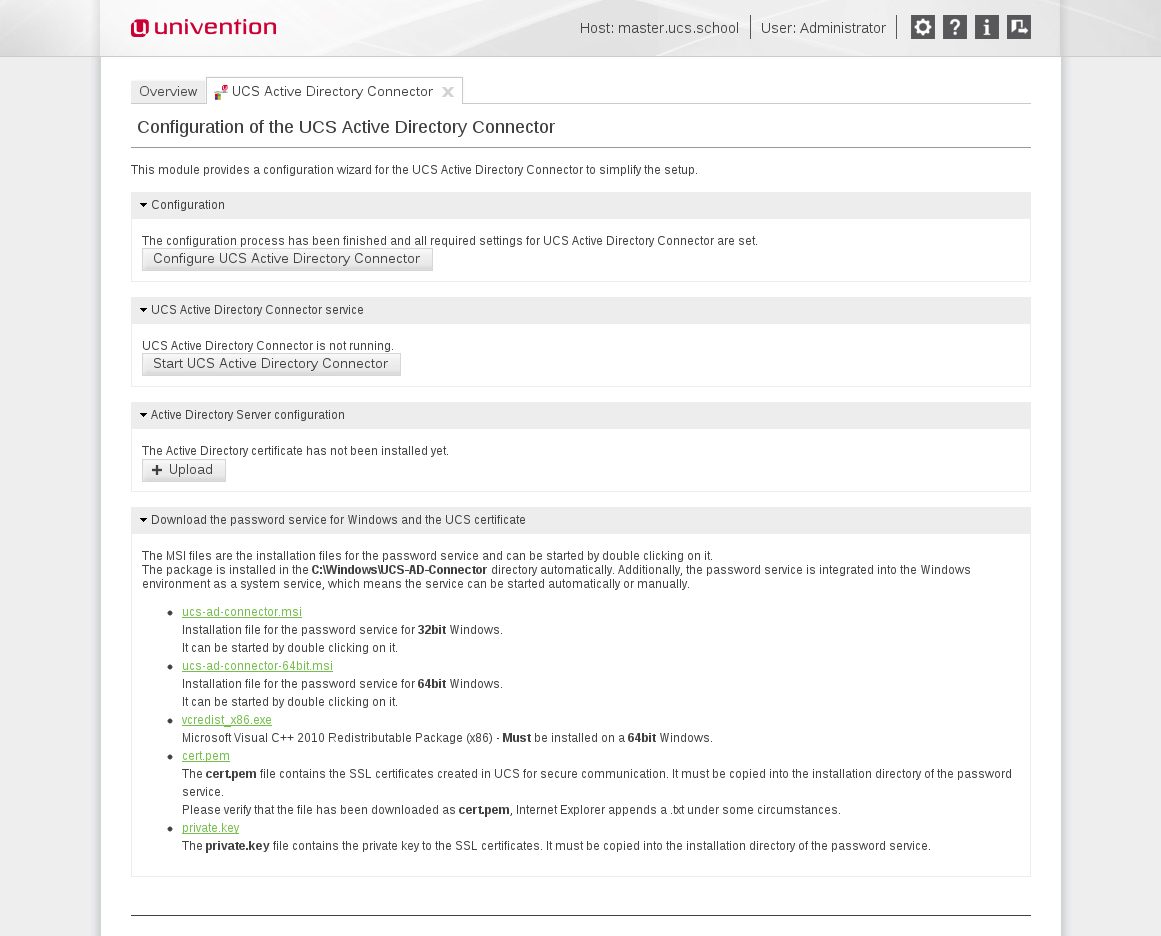 univention
Host: master.ucs.school
User: Administrator
Overview
UCS Active Directory Connector
Configuration of the UCS Active Directory Connector
This module provides a configuration wizard for the UCS Active Directory Connector to simplify the setup.
Configuration
The configuration process has been finished and all required settings for UCS Active Directory Connector are set.
Configure UCS Active Directory Connector
UCS Active Directory Connector service
UCS Active Directory Connector is not running.
Start UCS Active Directory Connector
Active Directory Server configuration
The Active Directory certificate has not been installed yet.
Upload
Download the password service for Windows and the UCS certificate
The MSI files are the installation files for the password service and can be started by double clicking on it.
The package is installed in the C:\Windows\UCS-AD-Connector directory automatically. Additionally, the password service is integrated into the Windows
environment as a system service, which means the service can be started automatically or manually.
• ucs-ad-connector.msi
Installation file for the password service for 32bit Windows.
It can be started by double clicking on it.
• ucs-ad-connector-64bit.msi
Installation file for the password service for 64bit Windows.
It can be started by double clicking on it.
• vcredist_x86.exe
Microsoft Visual C++ 2010 Redistributable Package (x86) - Must be installed on a 64bit Windows.
• cert.pem
The cert.pem file contains the SSL certificates created in UCS for secure communication. It must be copied into the installation directory of the password
service.
Please verify that the file has been downloaded as cert.pem, Internet Explorer appends a .txt under some circumstances.
• private.key
The private.key file contains the private key to the SSL certificates. It must be copied into the installation directory of the password service.